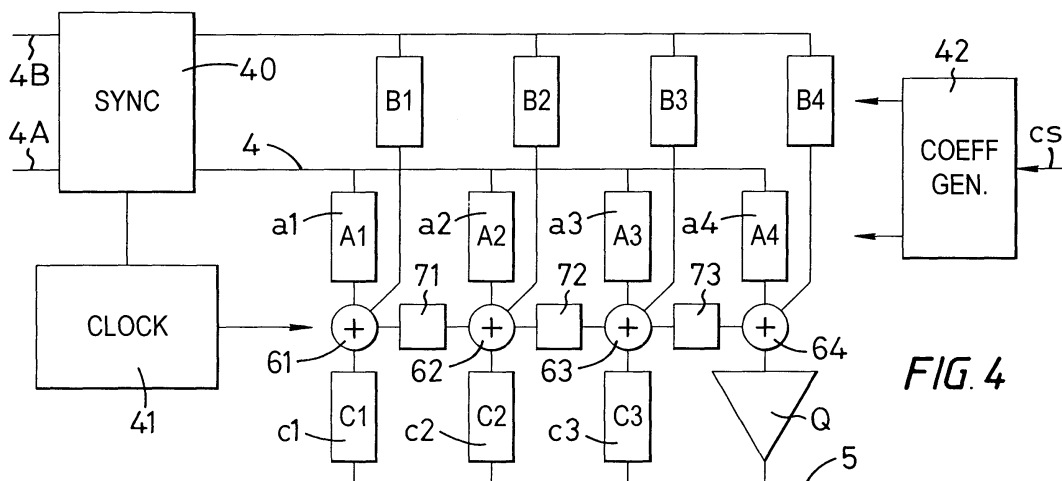 4B
SYNC
40
4A
B1
B2
B3
B4
42
COEFF
GEN.
CS
4
a1
A1
a2
A2
a3
A3
a4
A4
71
72
73
CLOCK
41
+
+
+
+
61
62
63
64
FIG. 4
c1
C1
c2
C2
c3
C3
Q
5